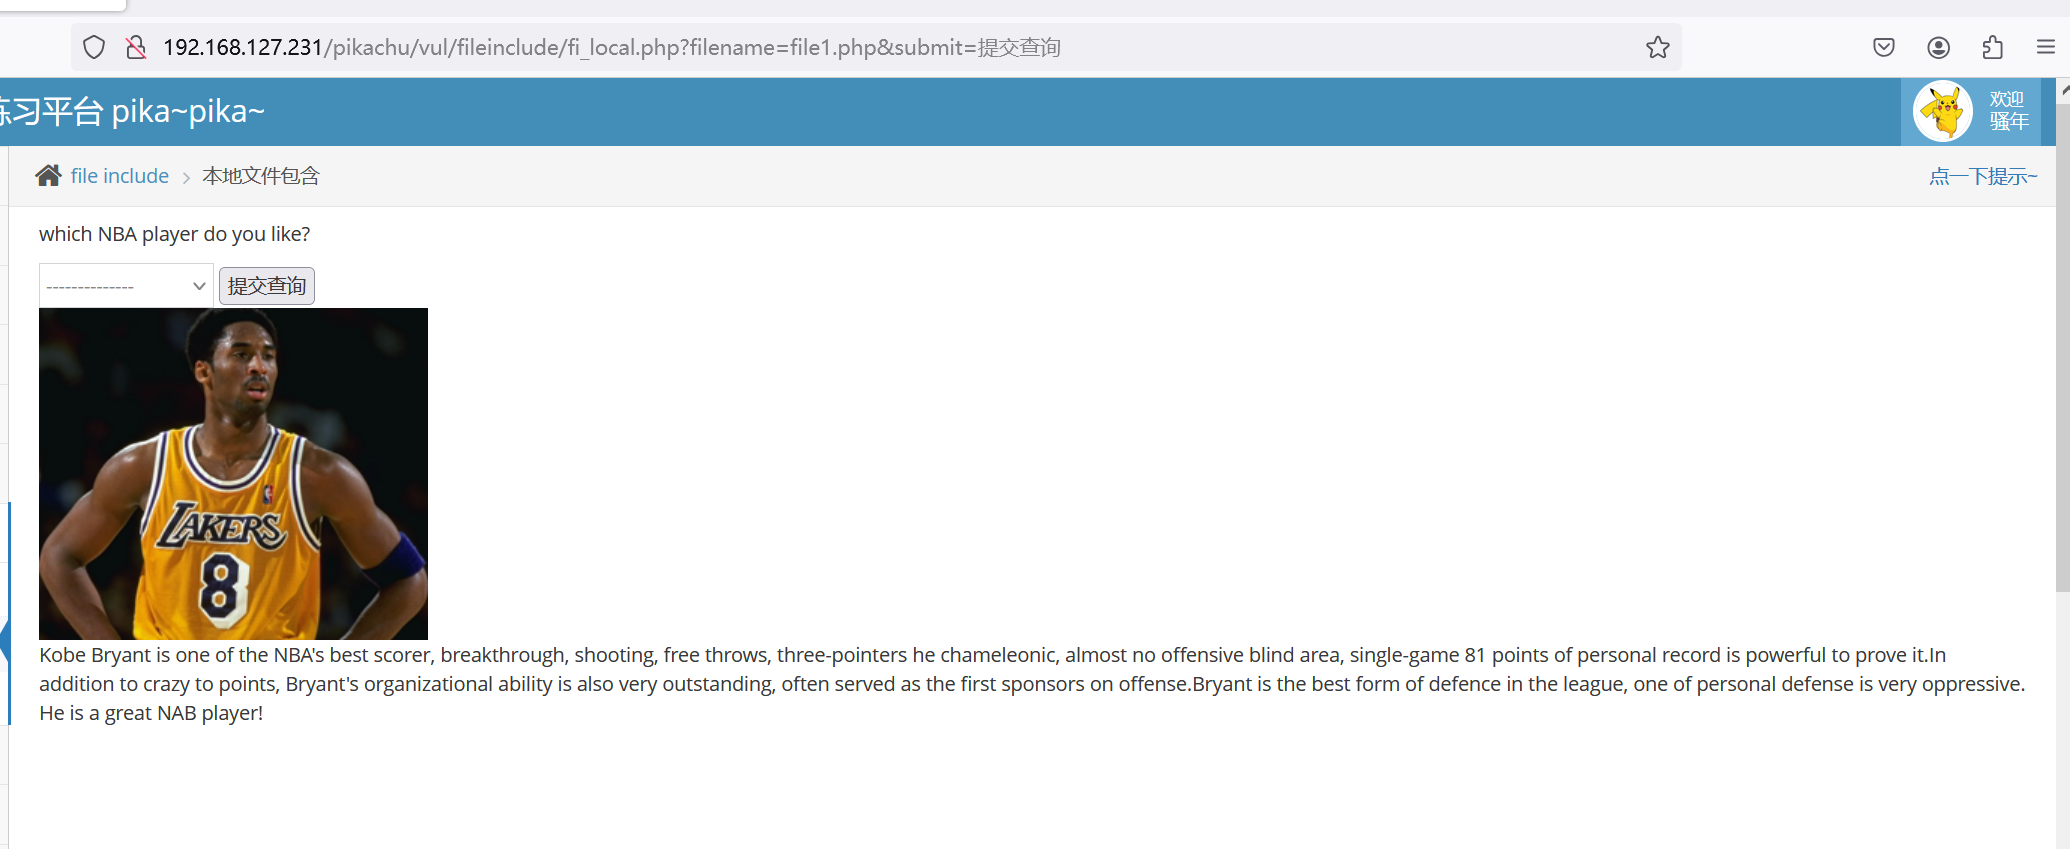 192.168.127.231/pikachu/vul/fileinclude/fi_local.php?filename=file1.php&submit=提交查询
练习平台 pika~pika~
欢迎
骚年
file include > 本地文件包含
点一下提示~
which NBA player do you like?
--------------
提交查询
LAKERS
8
Kobe Bryant is one of the NBA's best scorer, breakthrough, shooting, free throws, three-pointers he chameleonic, almost no offensive blind area, single-game 81 points of personal record is powerful to prove it.In
addition to crazy to points, Bryant's organizational ability is also very outstanding, often served as the first sponsors on offense.Bryant is the best form of defence in the league, one of personal defense is very oppressive.
He is a great NAB player!